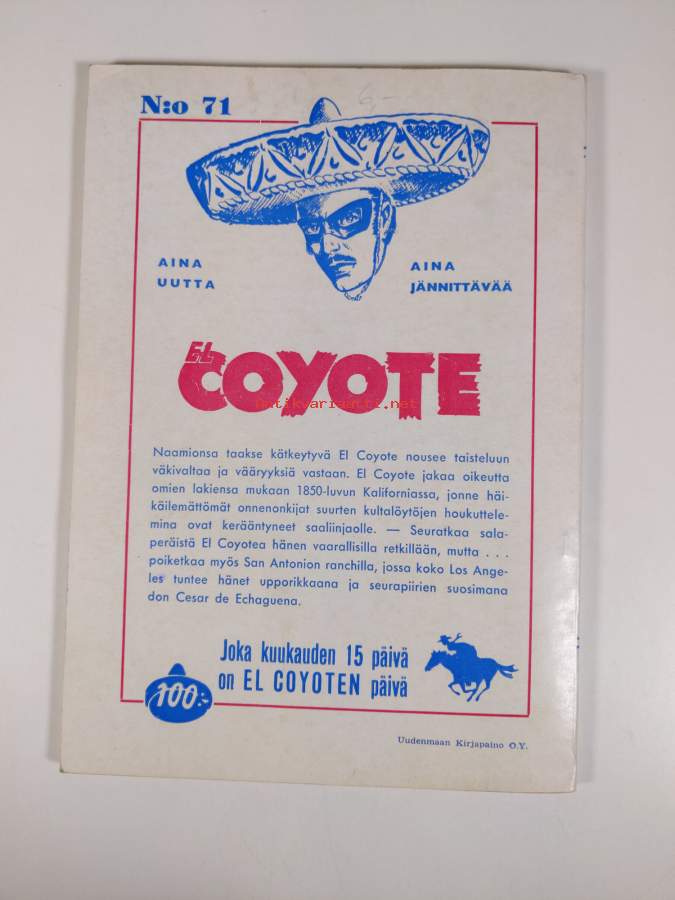 N:o 71
AINA
UUTTA
AINA
JÄNNITTÄVÄÄ
EL
COYOTE
antikvariaatti.net
Naamionsa taakse kätkeytyvä El Coyote nousee taisteluun
väkivaltaa ja vääryyksiä vastaan. El Coyote jakaa oikeutta
omien lakiensa mukaan 1850-luvun Kaliforniassa, jonne häi-
käilemättömät onnenonkijat suurten kultalöytöjen houkuttele-
mina ovat kerääntyneet saaliinjaolle. — Seuratkaa sala-
peräistä El Coyotea hänen vaarallisilla retkillään, mutta . . .
poiketkaa myös San Antonion ranchilla, jossa koko Los Ange-
les tuntee hänet upporikkaana ja seurapiirien suosimana
don Cesar de Echaguena.
Joka kuukauden 15 päivä
on EL COYOTEN päivä
100:-
Uudenmaan Kirjapaino O.Y.